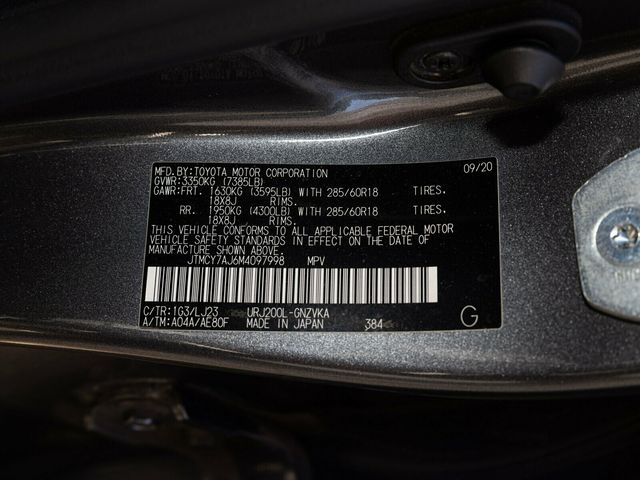 MFD.BY:TOYOTA MOTOR CORPORATION 09/20
GVWR:3350KG (7385LB)
GAWR:FRT. 1630KG (3595LB) WITH 285/60R18 TIRES.
18X8J RIMS.
RR. 1950KG (4300LB) WITH 285/60R18 TIRES.
18X8J RIMS.
THIS VEHICLE CONFORMS TO ALL APPLICABLE FEDERAL MOTOR
VEHICLE SAFETY STANDARDS IN EFFECT ON THE DATE OF
MANUFACTURE SHOWN ABOVE.
JTMCY7AJ6M4097998 MPV
C/TR:1G3/LJ23 URJ200L-GNZVKA
A/TM:A04A/AE80F MADE IN JAPAN 384 G